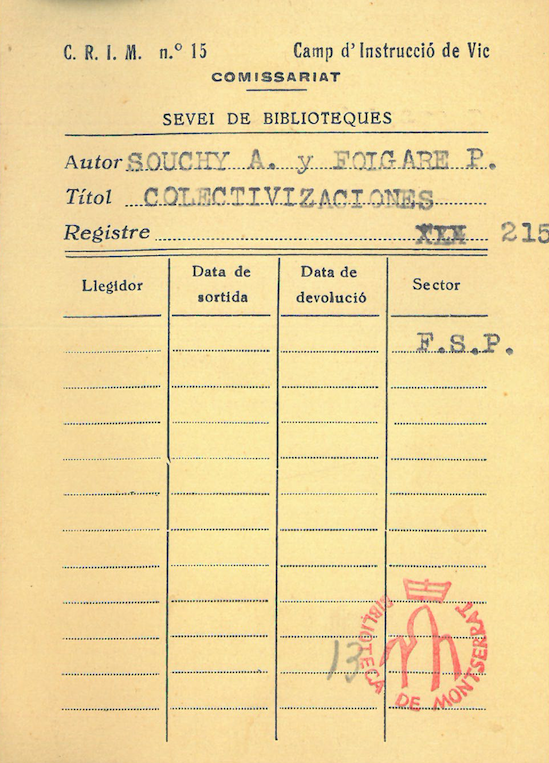 C. R. I. M. n.º 15 Camp d'Instrucció de Vic
COMISSARIAT
SEVEI DE BIBLIOTEQUES
Autor SOUCHY A. y FOIGARE P.
Títol COLECTIVIZACIONES
Registre XXX 215
Llegidor Data de sortida Data de devolució Sector
F.S.P.
13
BIBLIOTECA DE MONTSERRAT